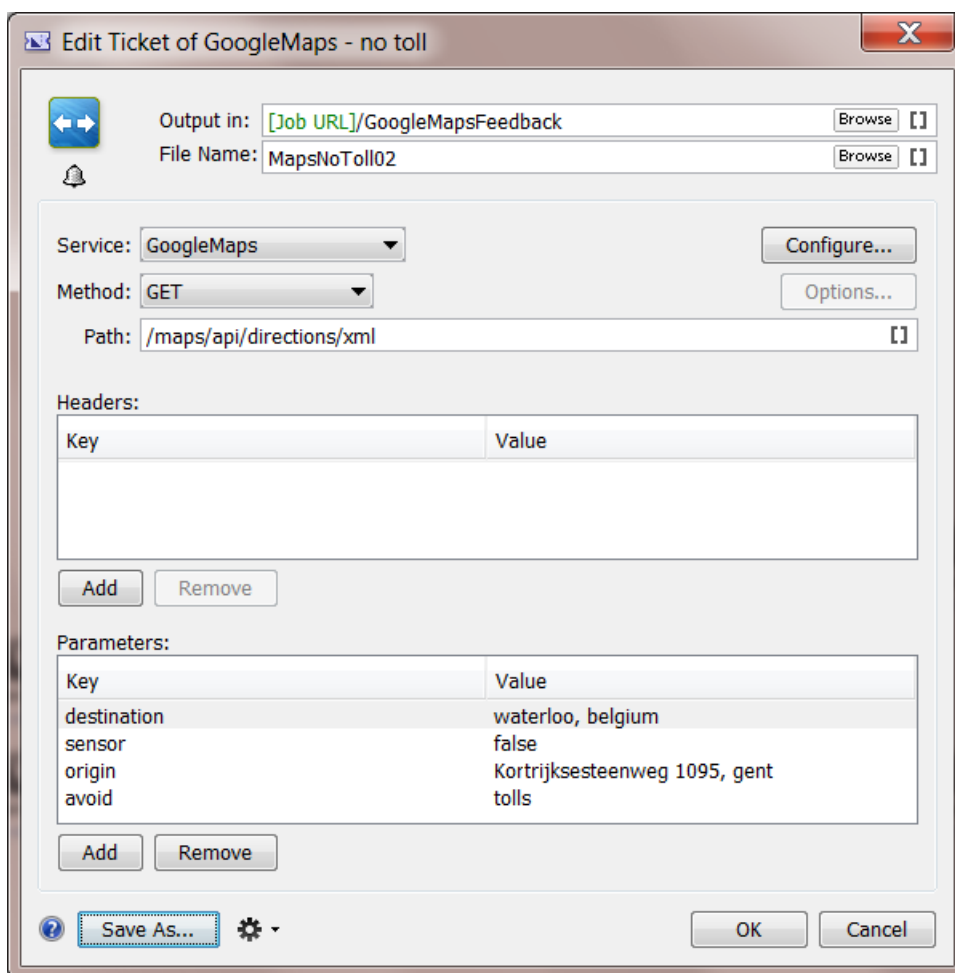 Edit Ticket of GoogleMaps - no toll
X
Output in: [Job URL]/GoogleMapsFeedback Browse []
File Name: MapsNoToll02 Browse []
Service: GoogleMaps Configure...
Method: GET Options...
Path: /maps/api/directions/xml []
Headers:
Key Value
Add Remove
Parameters:
Key Value
destination waterloo, belgium
sensor false
origin Kortrijksesteenweg 1095, gent
avoid tolls
Add Remove
? Save As... OK Cancel